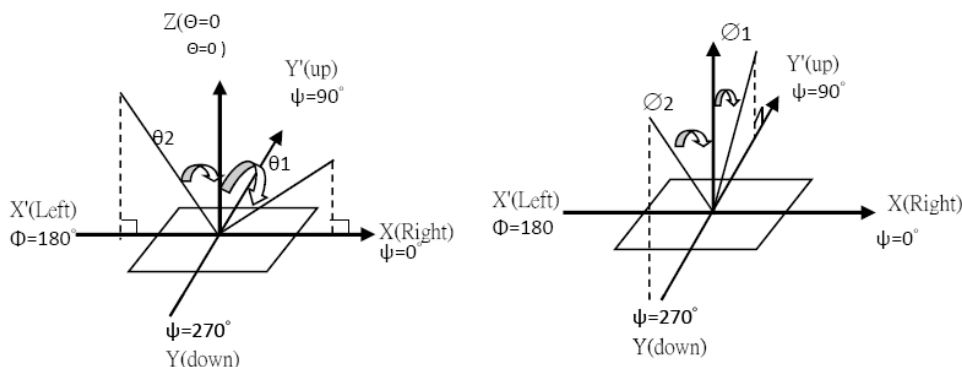 Z(Θ=0
Θ=0 )
Y'(up)
ψ=90°
θ2
θ1
X'(Left)
Φ=180°
X(Right)
ψ=0°
ψ=270°
Y(down)
∅1
Y'(up)
ψ=90°
∅2
X'(Left)
Φ=180
X(Right)
ψ=0°
ψ=270°
Y(down)